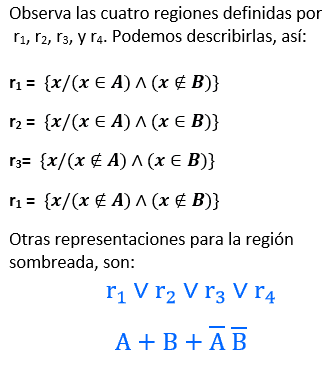 Observa las cuatro regiones definidas por
r₁, r₂, r₃, y r₄. Podemos describirlas, así:
r₁ = {x/(x ∈ A) ∧ (x ∉ B)}
r₂ = {x/(x ∈ A) ∧ (x ∈ B)}
r₃= {x/(x ∉ A) ∧ (x ∈ B)}
r₁ = {x/(x ∉ A) ∧ (x ∉ B)}
Otras representaciones para la región
sombreada, son:
r₁ ∨ r₂ ∨ r₃ ∨ r₄
A + B + A̅ B̅